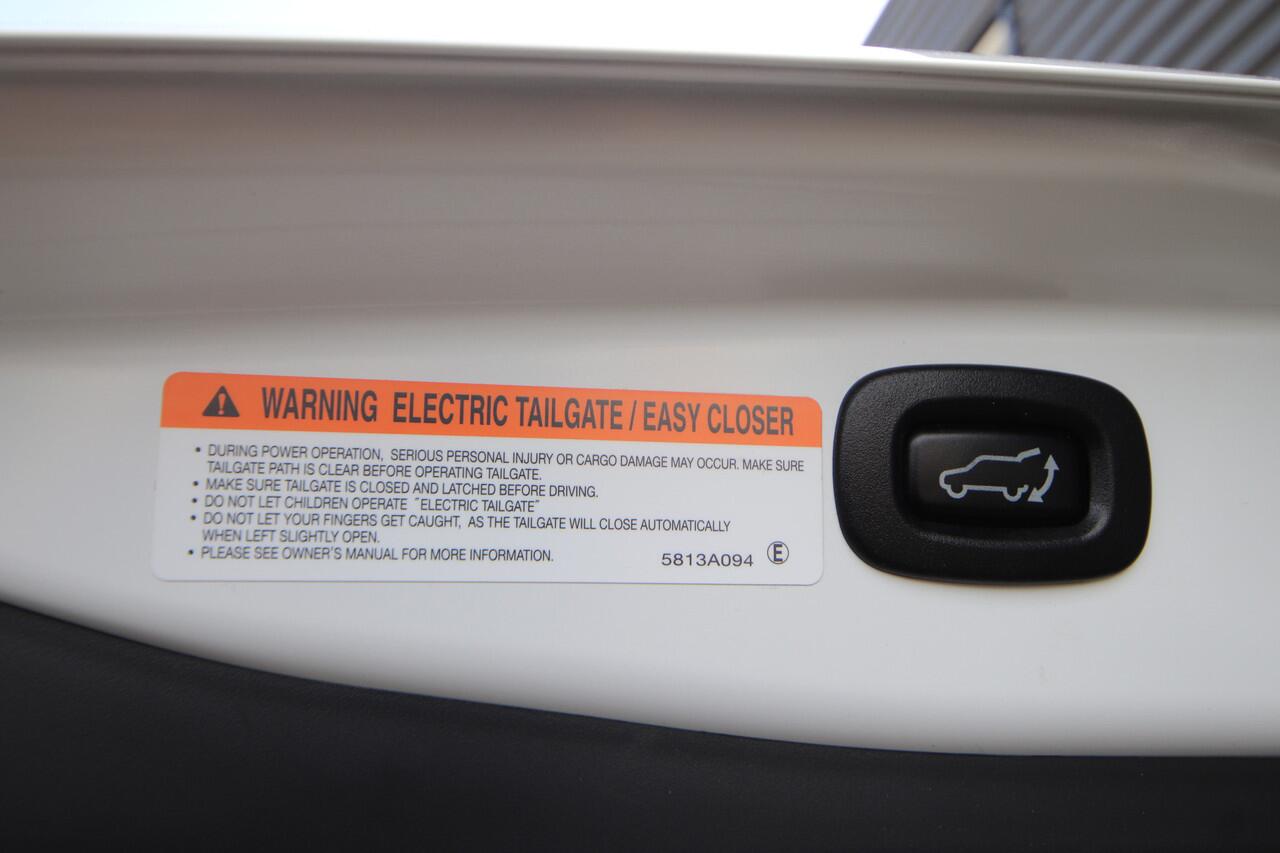 WARNING ELECTRIC TAILGATE / EASY CLOSER
• DURING POWER OPERATION, SERIOUS PERSONAL INJURY OR CARGO DAMAGE MAY OCCUR. MAKE SURE
TAILGATE PATH IS CLEAR BEFORE OPERATING TAILGATE.
• MAKE SURE TAILGATE IS CLOSED AND LATCHED BEFORE DRIVING.
• DO NOT LET CHILDREN OPERATE ˝ELECTRIC TAILGATE˝
• DO NOT LET YOUR FINGERS GET CAUGHT, AS THE TAILGATE WILL CLOSE AUTOMATICALLY
WHEN LEFT SLIGHTLY OPEN.
• PLEASE SEE OWNER'S MANUAL FOR MORE INFORMATION.
5813A094 Ⓔ